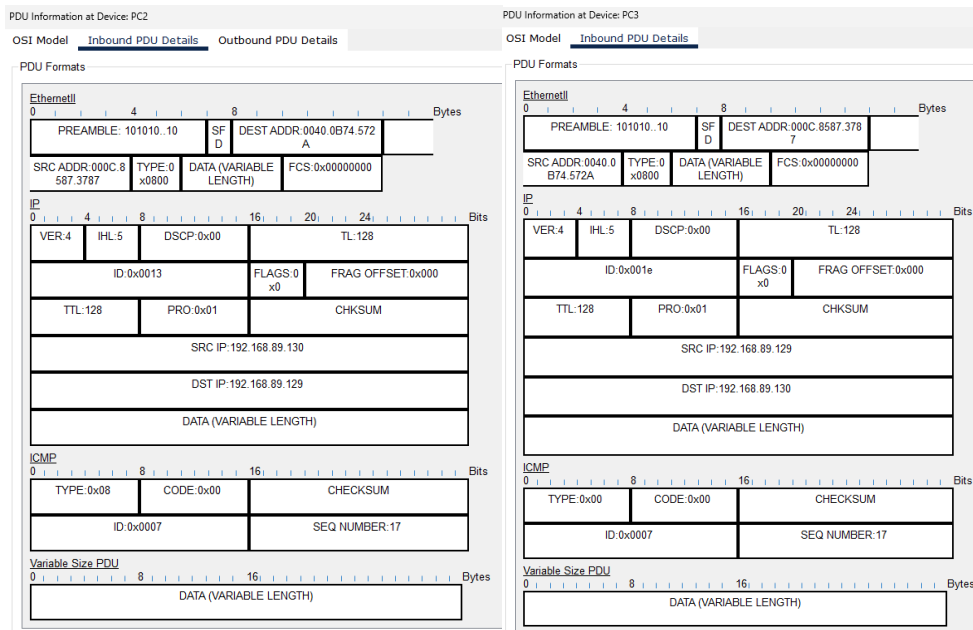 PDU Information at Device: PC2
OSI Model Inbound PDU Details Outbound PDU Details
PDU Formats
EthernetII
0 4 8 Bytes
PREAMBLE: 101010..10 SF D DEST ADDR:0040.0B74.572 A
SRC ADDR:000C.8 587.3787 TYPE:0 x0800 DATA (VARIABLE LENGTH) FCS:0x00000000
IP
0 4 8 16 20 24 Bits
VER:4 IHL:5 DSCP:0x00 TL:128
ID:0x0013 FLAGS:0 x0 FRAG OFFSET:0x000
TTL:128 PRO:0x01 CHKSUM
SRC IP:192.168.89.130
DST IP:192.168.89.129
DATA (VARIABLE LENGTH)
ICMP
0 8 16 Bits
TYPE:0x08 CODE:0x00 CHECKSUM
ID:0x0007 SEQ NUMBER:17
Variable Size PDU
0 8 16 Bytes
DATA (VARIABLE LENGTH)
PDU Information at Device: PC3
OSI Model Inbound PDU Details
PDU Formats
EthernetII
0 4 8 Bytes
PREAMBLE: 101010..10 SF D DEST ADDR:000C.8587.378 7
SRC ADDR:0040.0 B74.572A TYPE:0 x0800 DATA (VARIABLE LENGTH) FCS:0x00000000
IP
0 4 8 16 20 24 Bits
VER:4 IHL:5 DSCP:0x00 TL:128
ID:0x001e FLAGS:0 x0 FRAG OFFSET:0x000
TTL:128 PRO:0x01 CHKSUM
SRC IP:192.168.89.129
DST IP:192.168.89.130
DATA (VARIABLE LENGTH)
ICMP
0 8 16 Bits
TYPE:0x00 CODE:0x00 CHECKSUM
ID:0x0007 SEQ NUMBER:17
Variable Size PDU
0 8 16 Bytes
DATA (VARIABLE LENGTH)